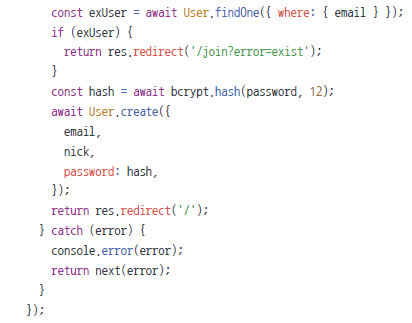 const exUser = await User.findOne({ where: { email } });
if (exUser) {
return res.redirect('/join?error=exist');
}
const hash = await bcrypt.hash(password, 12);
await User.create({
email,
nick,
password: hash,
});
return res.redirect('/');
} catch (error) {
console.error(error);
return next(error);
}
});